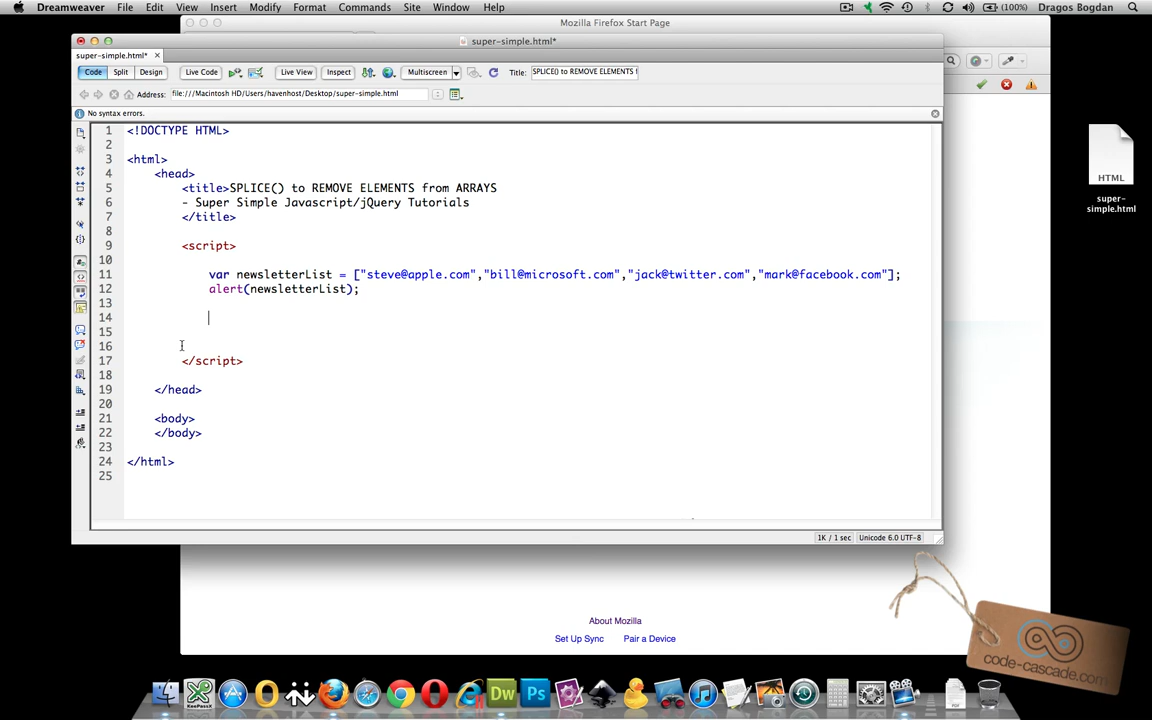 Dreamweaver File Edit View Insert Modify Format Commands Site Window Help (100%) Dragos Bogdan
Mozilla Firefox Start Page
super-simple.html*
super-simple.html*
Code Split Design Live Code Live View Inspect Multiscreen Title: SPLICE() to REMOVE ELEMENTS f
Address: file:///Macintosh HD/Users/havenhost/Desktop/super-simple.html
No syntax errors.
1 <!DOCTYPE HTML>
2
3 <html>
4 <head>
5 <title>SPLICE() to REMOVE ELEMENTS from ARRAYS
6 - Super Simple Javascript/jQuery Tutorials
7 </title>
8
9 <script>
10
11 var newsletterList = ["steve@apple.com","bill@microsoft.com","jack@twitter.com","mark@facebook.com"];
12 alert(newsletterList);
13
14
15
16
17 </script>
18
19 </head>
20
21 <body>
22 </body>
23
24 </html>
25
1K / 1 sec Unicode 6.0 UTF-8
HTML
super-
simple.html
About Mozilla
Set Up Sync Pair a Device
code-cascade.com
KeePassX
Dw Ps
PDF